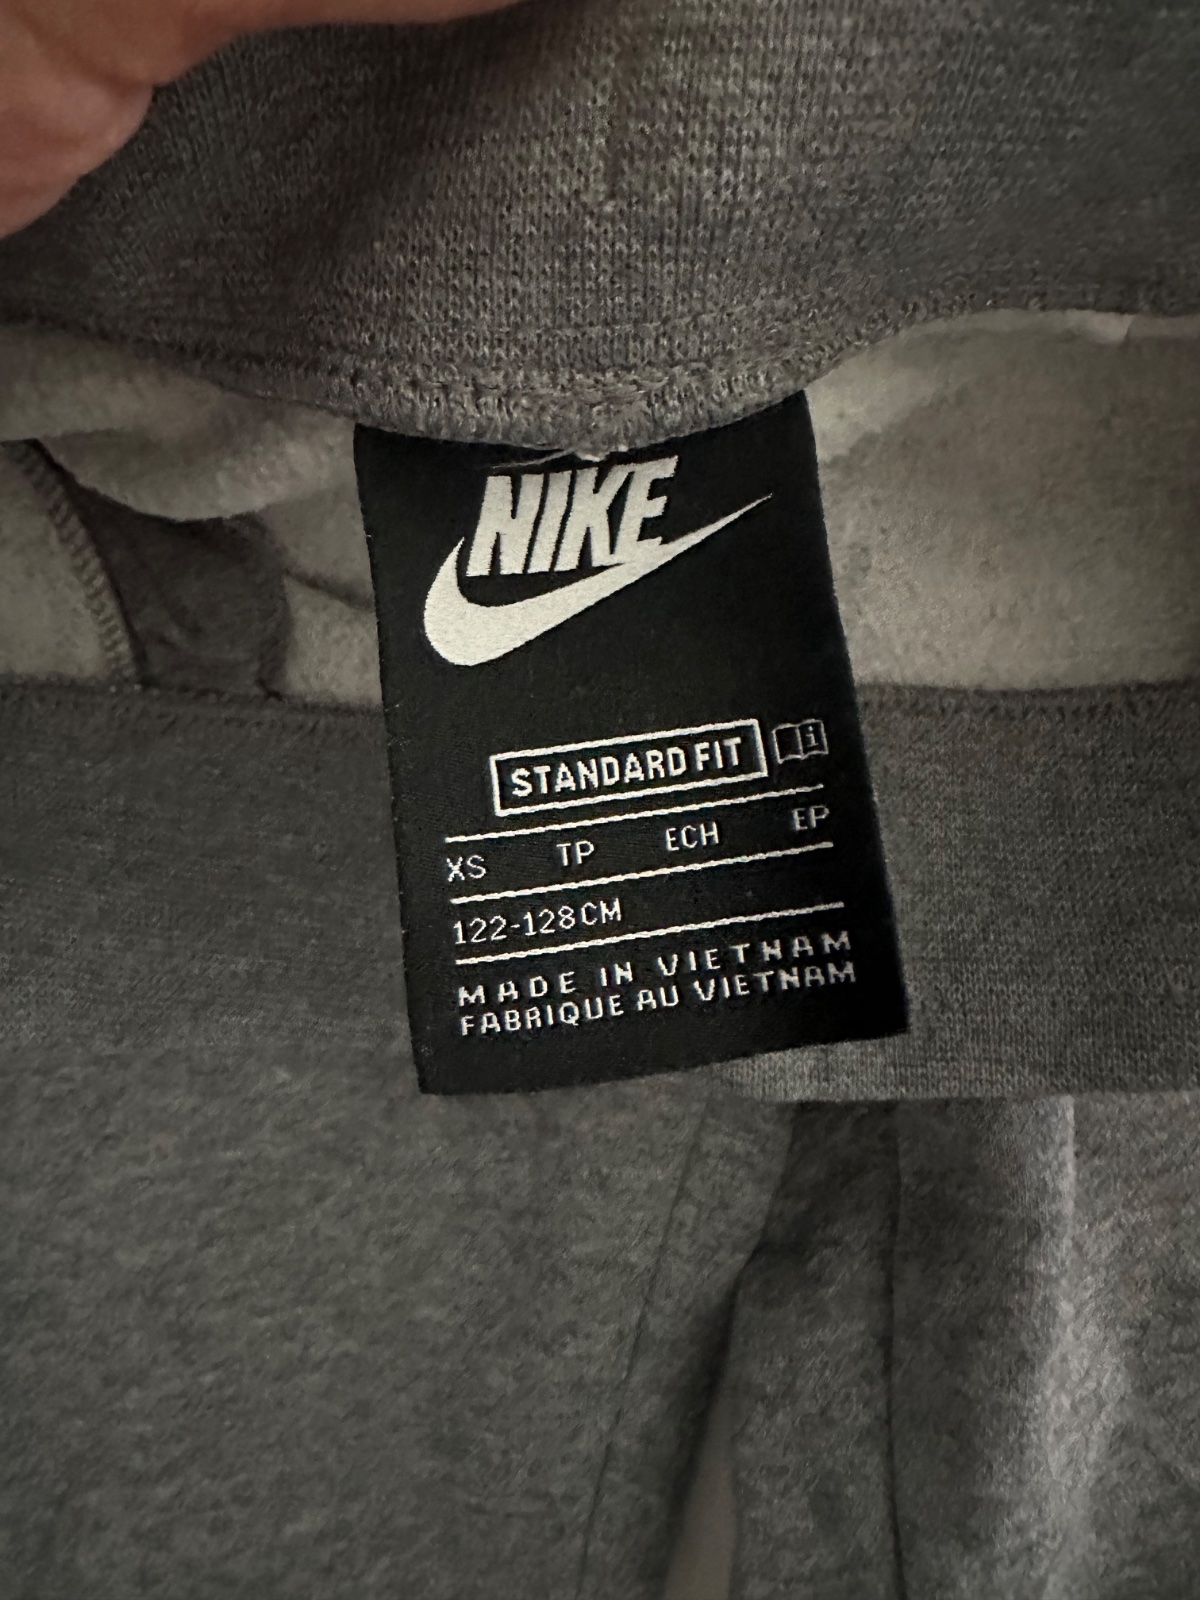 NIKE
STANDARD FIT i
XS TP ECH EP
122-128CM
MADE IN VIETNAM
FABRIQUE AU VIETNAM